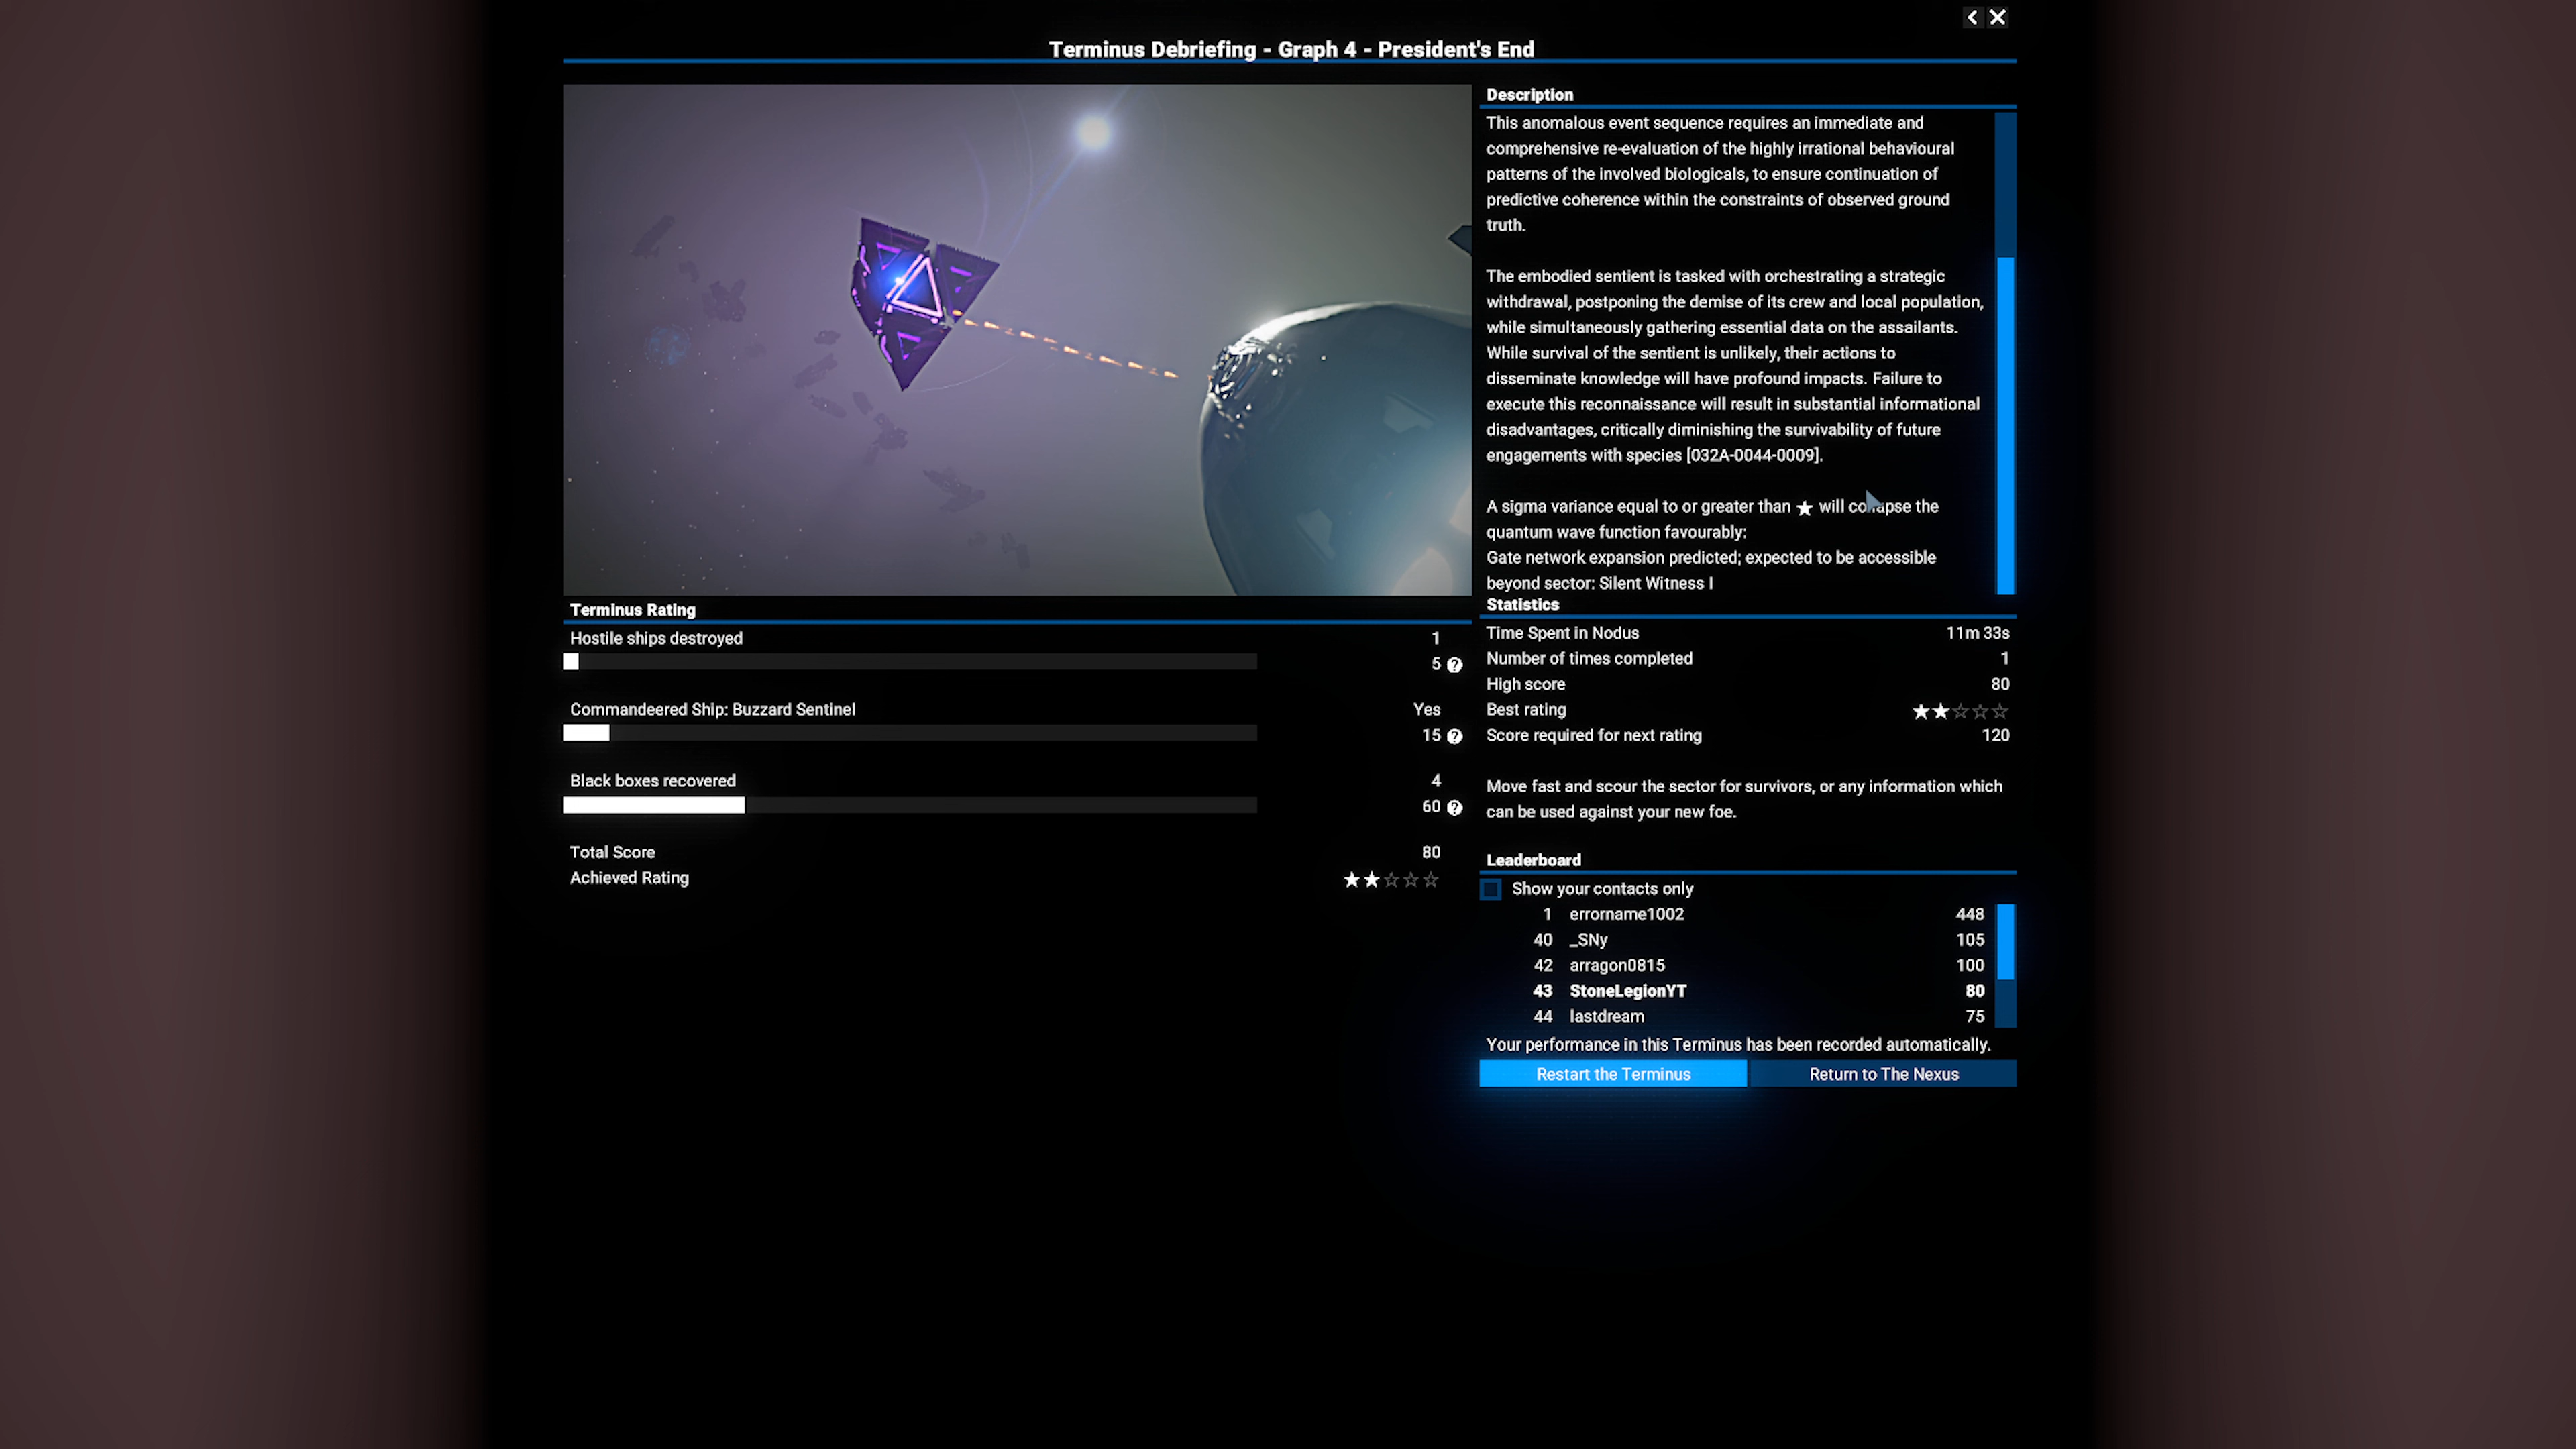 Terminus Debriefing - Graph 4 - President's End
Description
This anomalous event sequence requires an immediate and
comprehensive re-evaluation of the highly irrational behavioural
patterns of the involved biologicals, to ensure continuation of
predictive coherence within the constraints of observed ground
truth.
The embodied sentient is tasked with orchestrating a strategic
withdrawal, postponing the demise of its crew and local population,
while simultaneously gathering essential data on the assailants.
While survival of the sentient is unlikely, their actions to
disseminate knowledge will have profound impacts. Failure to
execute this reconnaissance will result in substantial informational
disadvantages, critically diminishing the survivability of future
engagements with species [032A-0044-0009].
A sigma variance equal to or greater than ★ will collapse the
quantum wave function favourably:
Gate network expansion predicted; expected to be accessible
beyond sector: Silent Witness I
Terminus Rating
Hostile ships destroyed 1
5 ?
Commandeered Ship: Buzzard Sentinel Yes
15 ?
Black boxes recovered 4
60 ?
Total Score 80
Achieved Rating ★★☆☆☆
Statistics
Time Spent in Nodus 11m 33s
Number of times completed 1
High score 80
Best rating ★★☆☆☆
Score required for next rating 120
Move fast and scour the sector for survivors, or any information which
can be used against your new foe.
Leaderboard
Show your contacts only
1 errorname1002 448
40 _SNy 105
42 arragon0815 100
43 StoneLegionYT 80
44 lastdream 75
Your performance in this Terminus has been recorded automatically.
Restart the Terminus Return to The Nexus